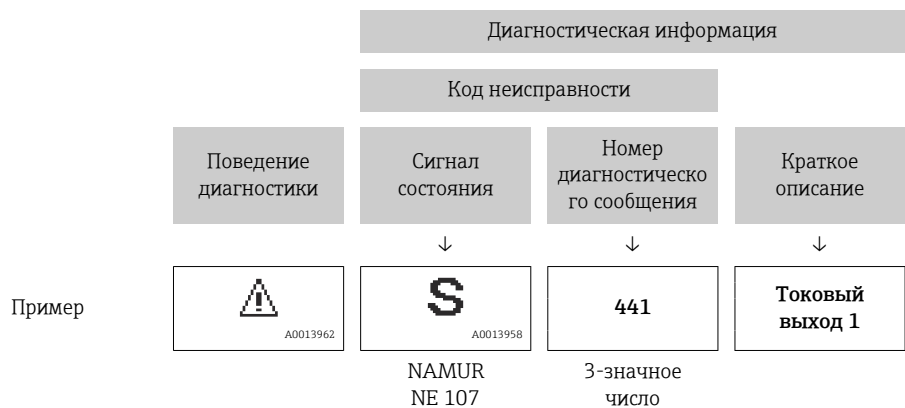 Диагностическая информация
Код неисправности
Поведение
диагностики
Сигнал
состояния
Номер
диагностическо
го сообщения
Краткое
описание
↓ ↓ ↓
Пример
A0013962
S
A0013958
441
Токовый
выход 1
NAMUR
NE 107
3-значное
число